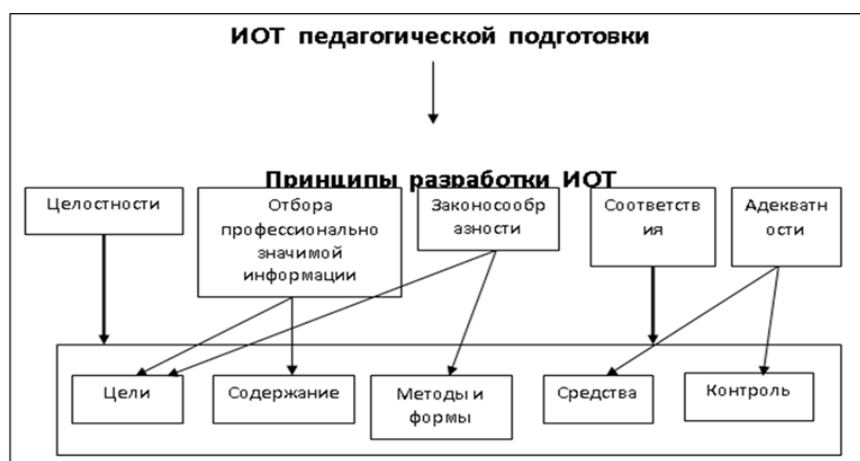 ИОТ педагогической подготовки
Принципы разработки ИОТ
Целостности
Отбора
профессионально
значимой
информации
Законосообр
азности
Соответств
ия
Адекватн
ости
Цели
Содержание
Методы и
формы
Средства
Контроль